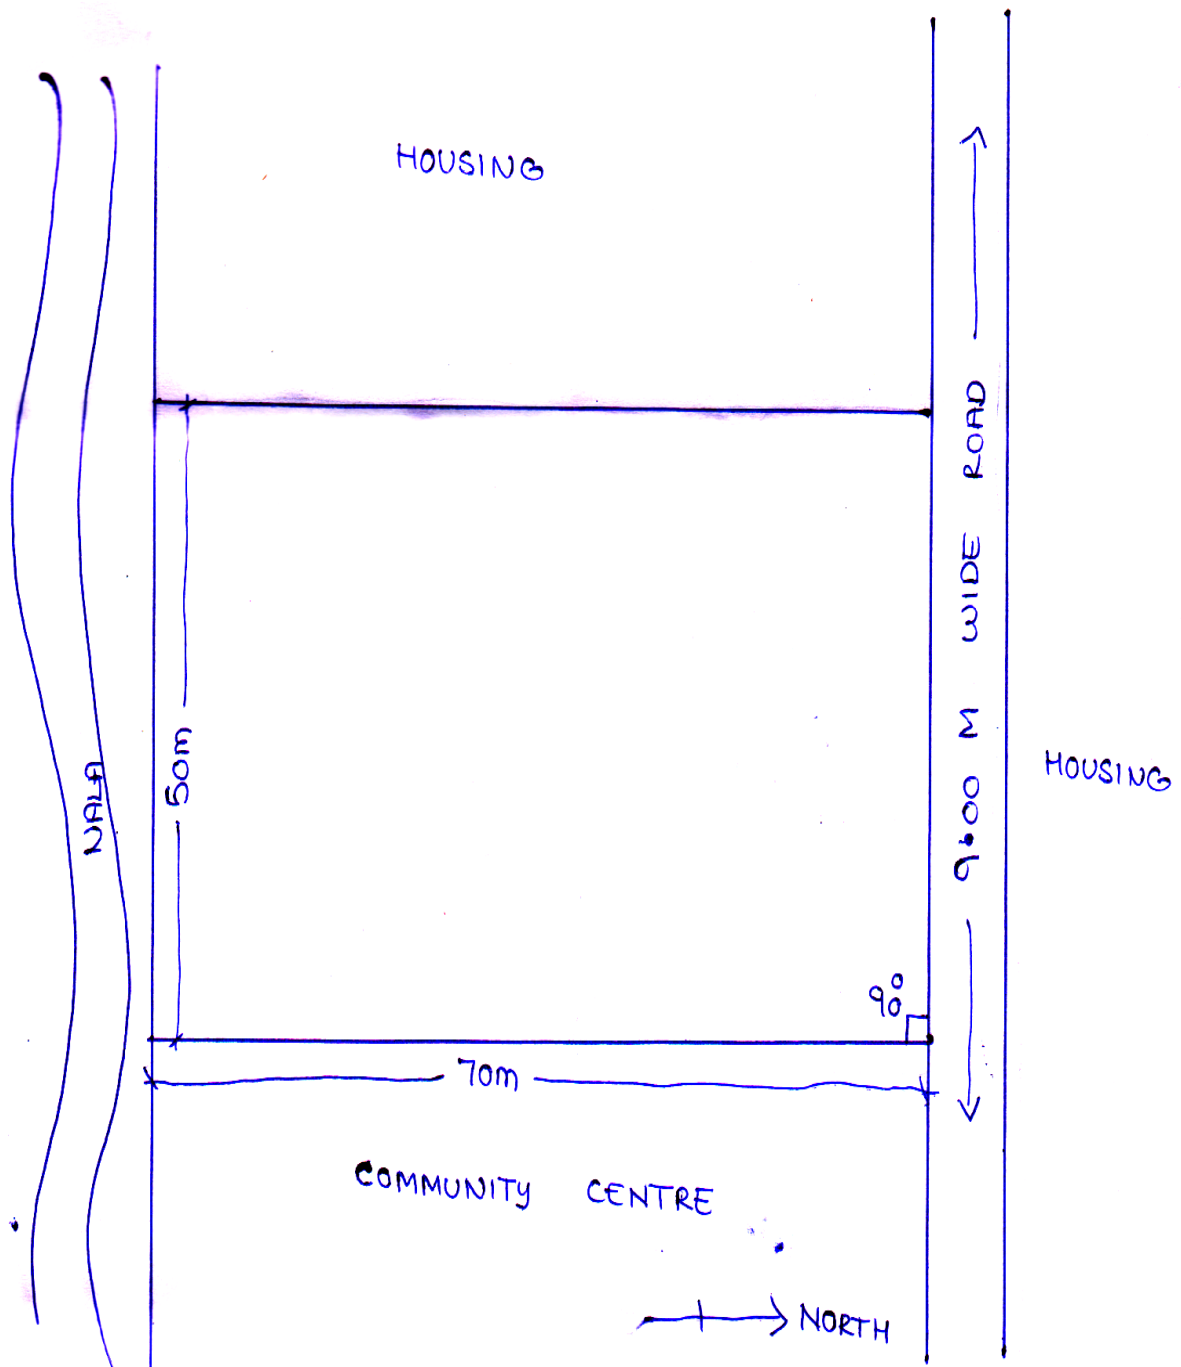 HOUSING
9.00 M WIDE ROAD
HOUSING
NALA
50m
90°
70m
COMMUNITY CENTRE
NORTH